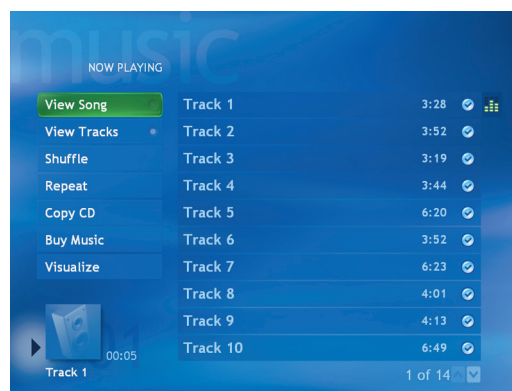 music
NOW PLAYING
View Song
View Tracks
Shuffle
Repeat
Copy CD
Buy Music
Visualize
Track 1 3:28
Track 2 3:52
Track 3 3:19
Track 4 3:44
Track 5 6:20
Track 6 3:52
Track 7 6:23
Track 8 4:01
Track 9 4:13
Track 10 6:49
01
00:05
Track 1
1 of 14